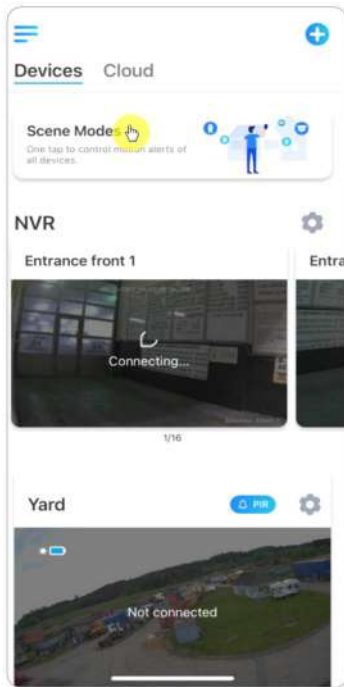 Devices Cloud
Scene Modes
One tap to control motion alerts of
all devices.
NVR
Entrance front 1
Entra
Connecting...
1/16
Yard
PIR
Not connected